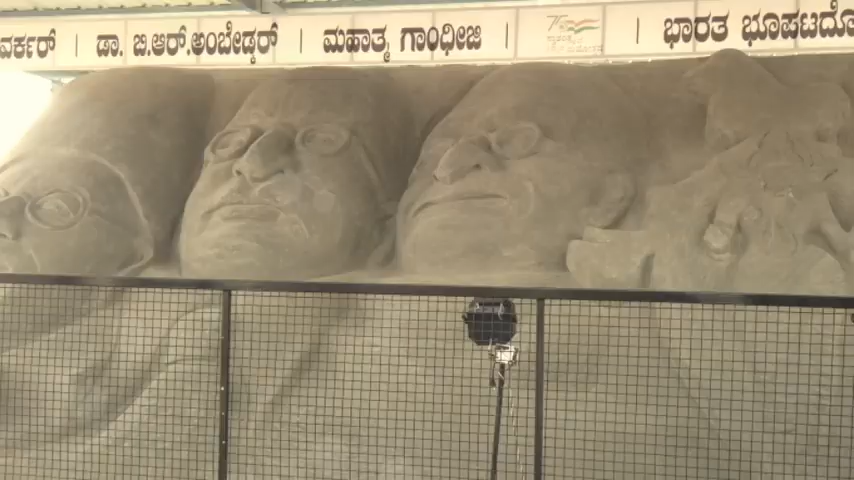 ವರ್ಕರ್ | ಡಾ. ಬಿ.ಆರ್.ಅಂಬೇಡ್ಕರ್ | ಮಹಾತ್ಮ ಗಾಂಧೀಜಿ | | ಭಾರತ ಭೂಪಟದೊ